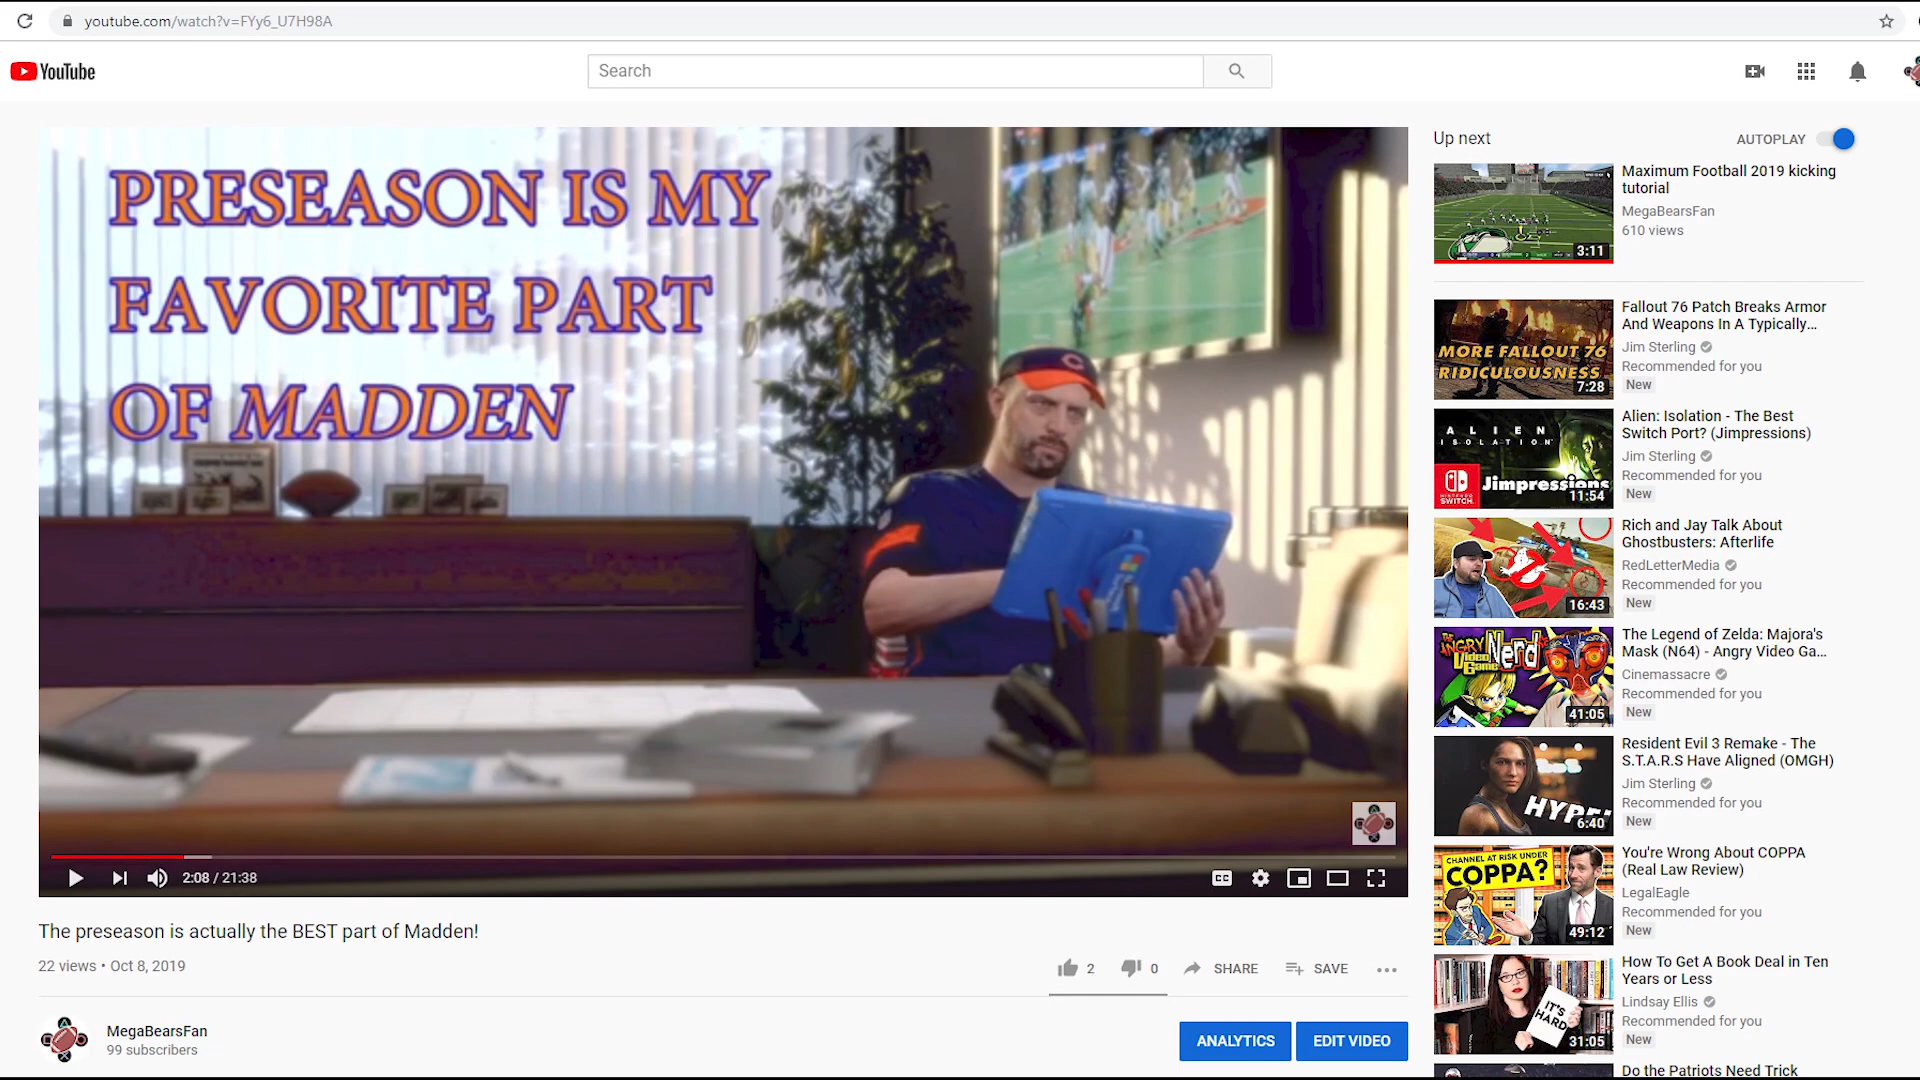 youtube.com/watch?v=FYy6_U7H98A
YouTube
Search
PRESEASON IS MY
FAVORITE PART
OF MADDEN
2:08 / 21:38
CC
The preseason is actually the BEST part of Madden!
22 views • Oct 8, 2019
2
0
SHARE
SAVE
MegaBearsFan
99 subscribers
ANALYTICS
EDIT VIDEO
Up next
AUTOPLAY
3:11
Maximum Football 2019 kicking
tutorial
MegaBearsFan
610 views
MORE FALLOUT 76
RIDICULOUSNESS
7:28
Fallout 76 Patch Breaks Armor
And Weapons In A Typically...
Jim Sterling
Recommended for you
New
ALIEN
ISOLATION
NINTENDO
SWITCH
Jimpressions
11:54
Alien: Isolation - The Best
Switch Port? (Jimpressions)
Jim Sterling
Recommended for you
New
16:43
Rich and Jay Talk About
Ghostbusters: Afterlife
RedLetterMedia
Recommended for you
New
THE
ANGRY
Video
Game
Nerd
41:05
The Legend of Zelda: Majora's
Mask (N64) - Angry Video Ga...
Cinemassacre
Recommended for you
New
HYPE!
6:40
Resident Evil 3 Remake - The
S.T.A.R.S Have Aligned (OMGH)
Jim Sterling
Recommended for you
New
CHANNEL AT RISK UNDER
COPPA?
49:12
You're Wrong About COPPA
(Real Law Review)
LegalEagle
Recommended for you
New
IT'S
HARD
31:05
How To Get A Book Deal in Ten
Years or Less
Lindsay Ellis
Recommended for you
New
Do the Patriots Need Trick